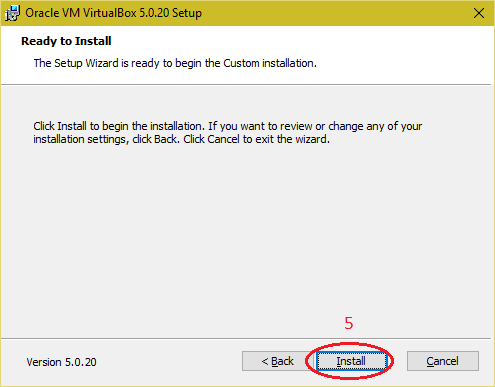 Oracle VM VirtualBox 5.0.20 Setup
Ready to Install
The Setup Wizard is ready to begin the Custom installation.
Click Install to begin the installation. If you want to review or change any of your
installation settings, click Back. Click Cancel to exit the wizard.
5
Version 5.0.20
< Back
Install
Cancel